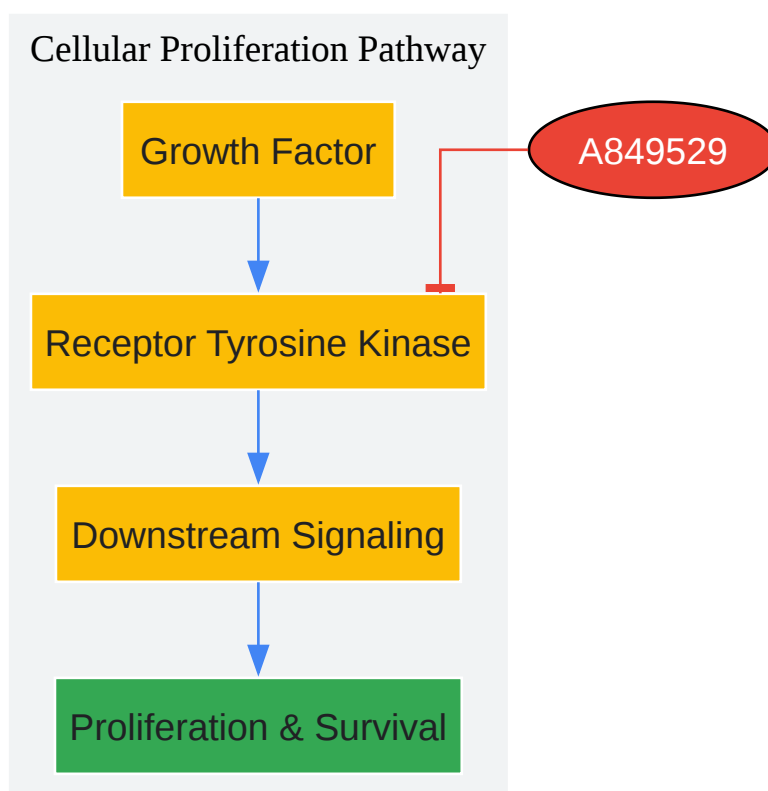 Cellular Proliferation Pathway
Growth Factor
A849529
Receptor Tyrosine Kinase
Downstream Signaling
Proliferation & Survival